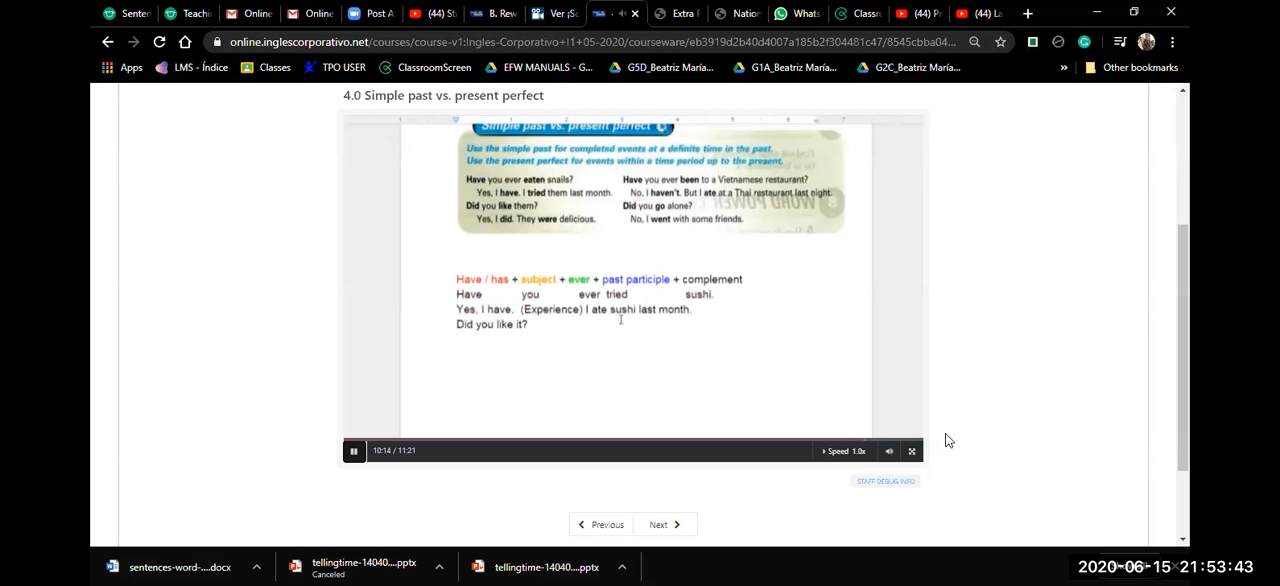 Senten
Teachi
Online
Online
Post A
(44) St
B. Rew
Ver ¡S
Extra
Nation
Whats
Classr
(44) P
(44) La
online.inglescorporativo.net/courses/course-v1:Ingles-Corporativo+I1+05-2020/courseware/eb3919d2b40d4007a185b2f304481c47/8545cbba04...
Apps
LMS - Índice
Classes
TPO USER
ClassroomScreen
EFW MANUALS - G...
G5D_Beatriz María...
G1A_Beatriz María...
G2C_Beatriz María...
»
Other bookmarks
4.0 Simple past vs. present perfect
Simple past vs. present perfect
Use the simple past for completed events at a definite time in the past.
Use the present perfect for events within a time period up to the present.
Have you ever eaten snails?
Yes, I have. I tried them last month.
Did you like them?
Yes, I did. They were delicious.
Have you ever been to a Vietnamese restaurant?
No, I haven't. But I ate at a Thai restaurant last night.
Did you go alone?
No, I went with some friends.
Have / has + subject + ever + past participle + complement
Have you ever tried sushi.
Yes, I have. (Experience) I ate sushi last month.
Did you like it?
10:14 / 11:21
Speed 1.0x
STAFF DEBUG INFO
Previous
Next
sentences-word-....docx
tellingtime-14040....pptx
Canceled
tellingtime-14040....pptx
2020-06-15 21:53:43